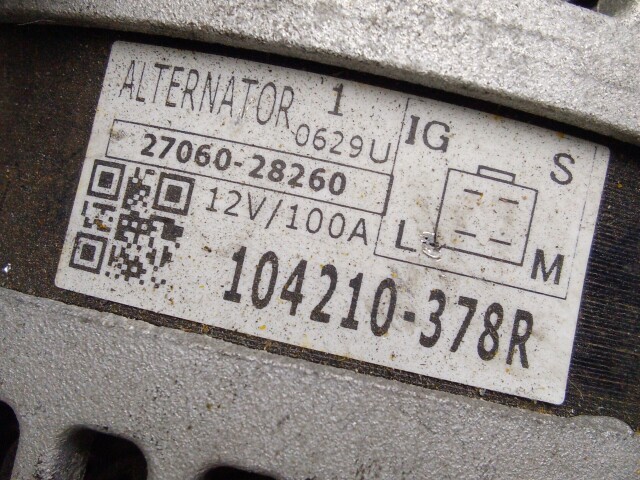 ALTERNATOR 1
0629U
27060-28260
12V/100A
104210-378R
IG S
L M